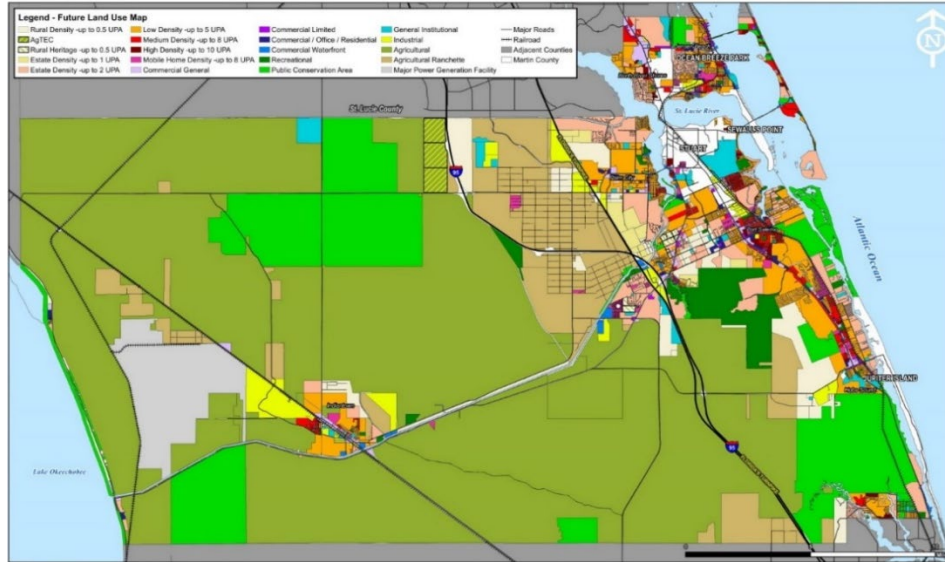 Legend - Future Land Use Map
Rural Density -up to 0.5 UPA
AgTEC
Rural Heritage -up to 0.5 UPA
Estate Density -up to 1 UPA
Estate Density -up to 2 UPA
Low Density -up to 5 UPA
Medium Density -up to 8 UPA
High Density -up to 10 UPA
Mobile Home Density -up to 8 UPA
Commercial General
Commercial Limited
Commercial / Office / Residential
Commercial Waterfront
Recreational
Public Conservation Area
General Institutional
Industrial
Agricultural
Agricultural Ranchette
Major Power Generation Facility
Major Roads
Railroad
Adjacent Counties
Martin County
N
OCEAN BREEZE PARK
St. Lucie County
St. Lucie River
SEWALLS POINT
STUART
95
Atlantic Ocean
JUPITER ISLAND
Indiantown
Lake Okeechobee
95